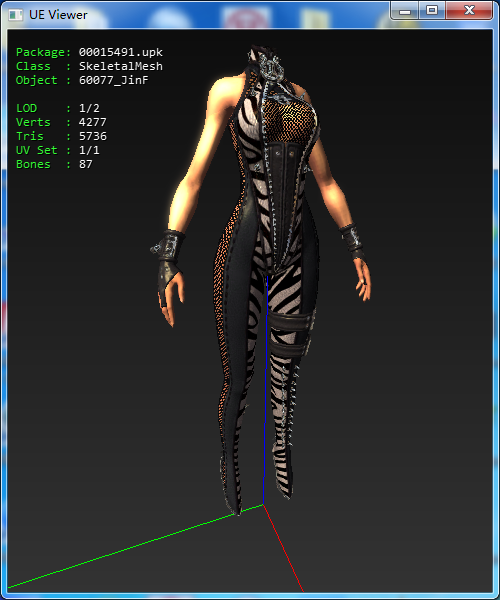 UE Viewer
Package: 00015491.upk
Class : SkeletalMesh
Object : 60077_JinF
LOD : 1/2
Verts : 4277
Tris : 5736
UV Set : 1/1
Bones : 87